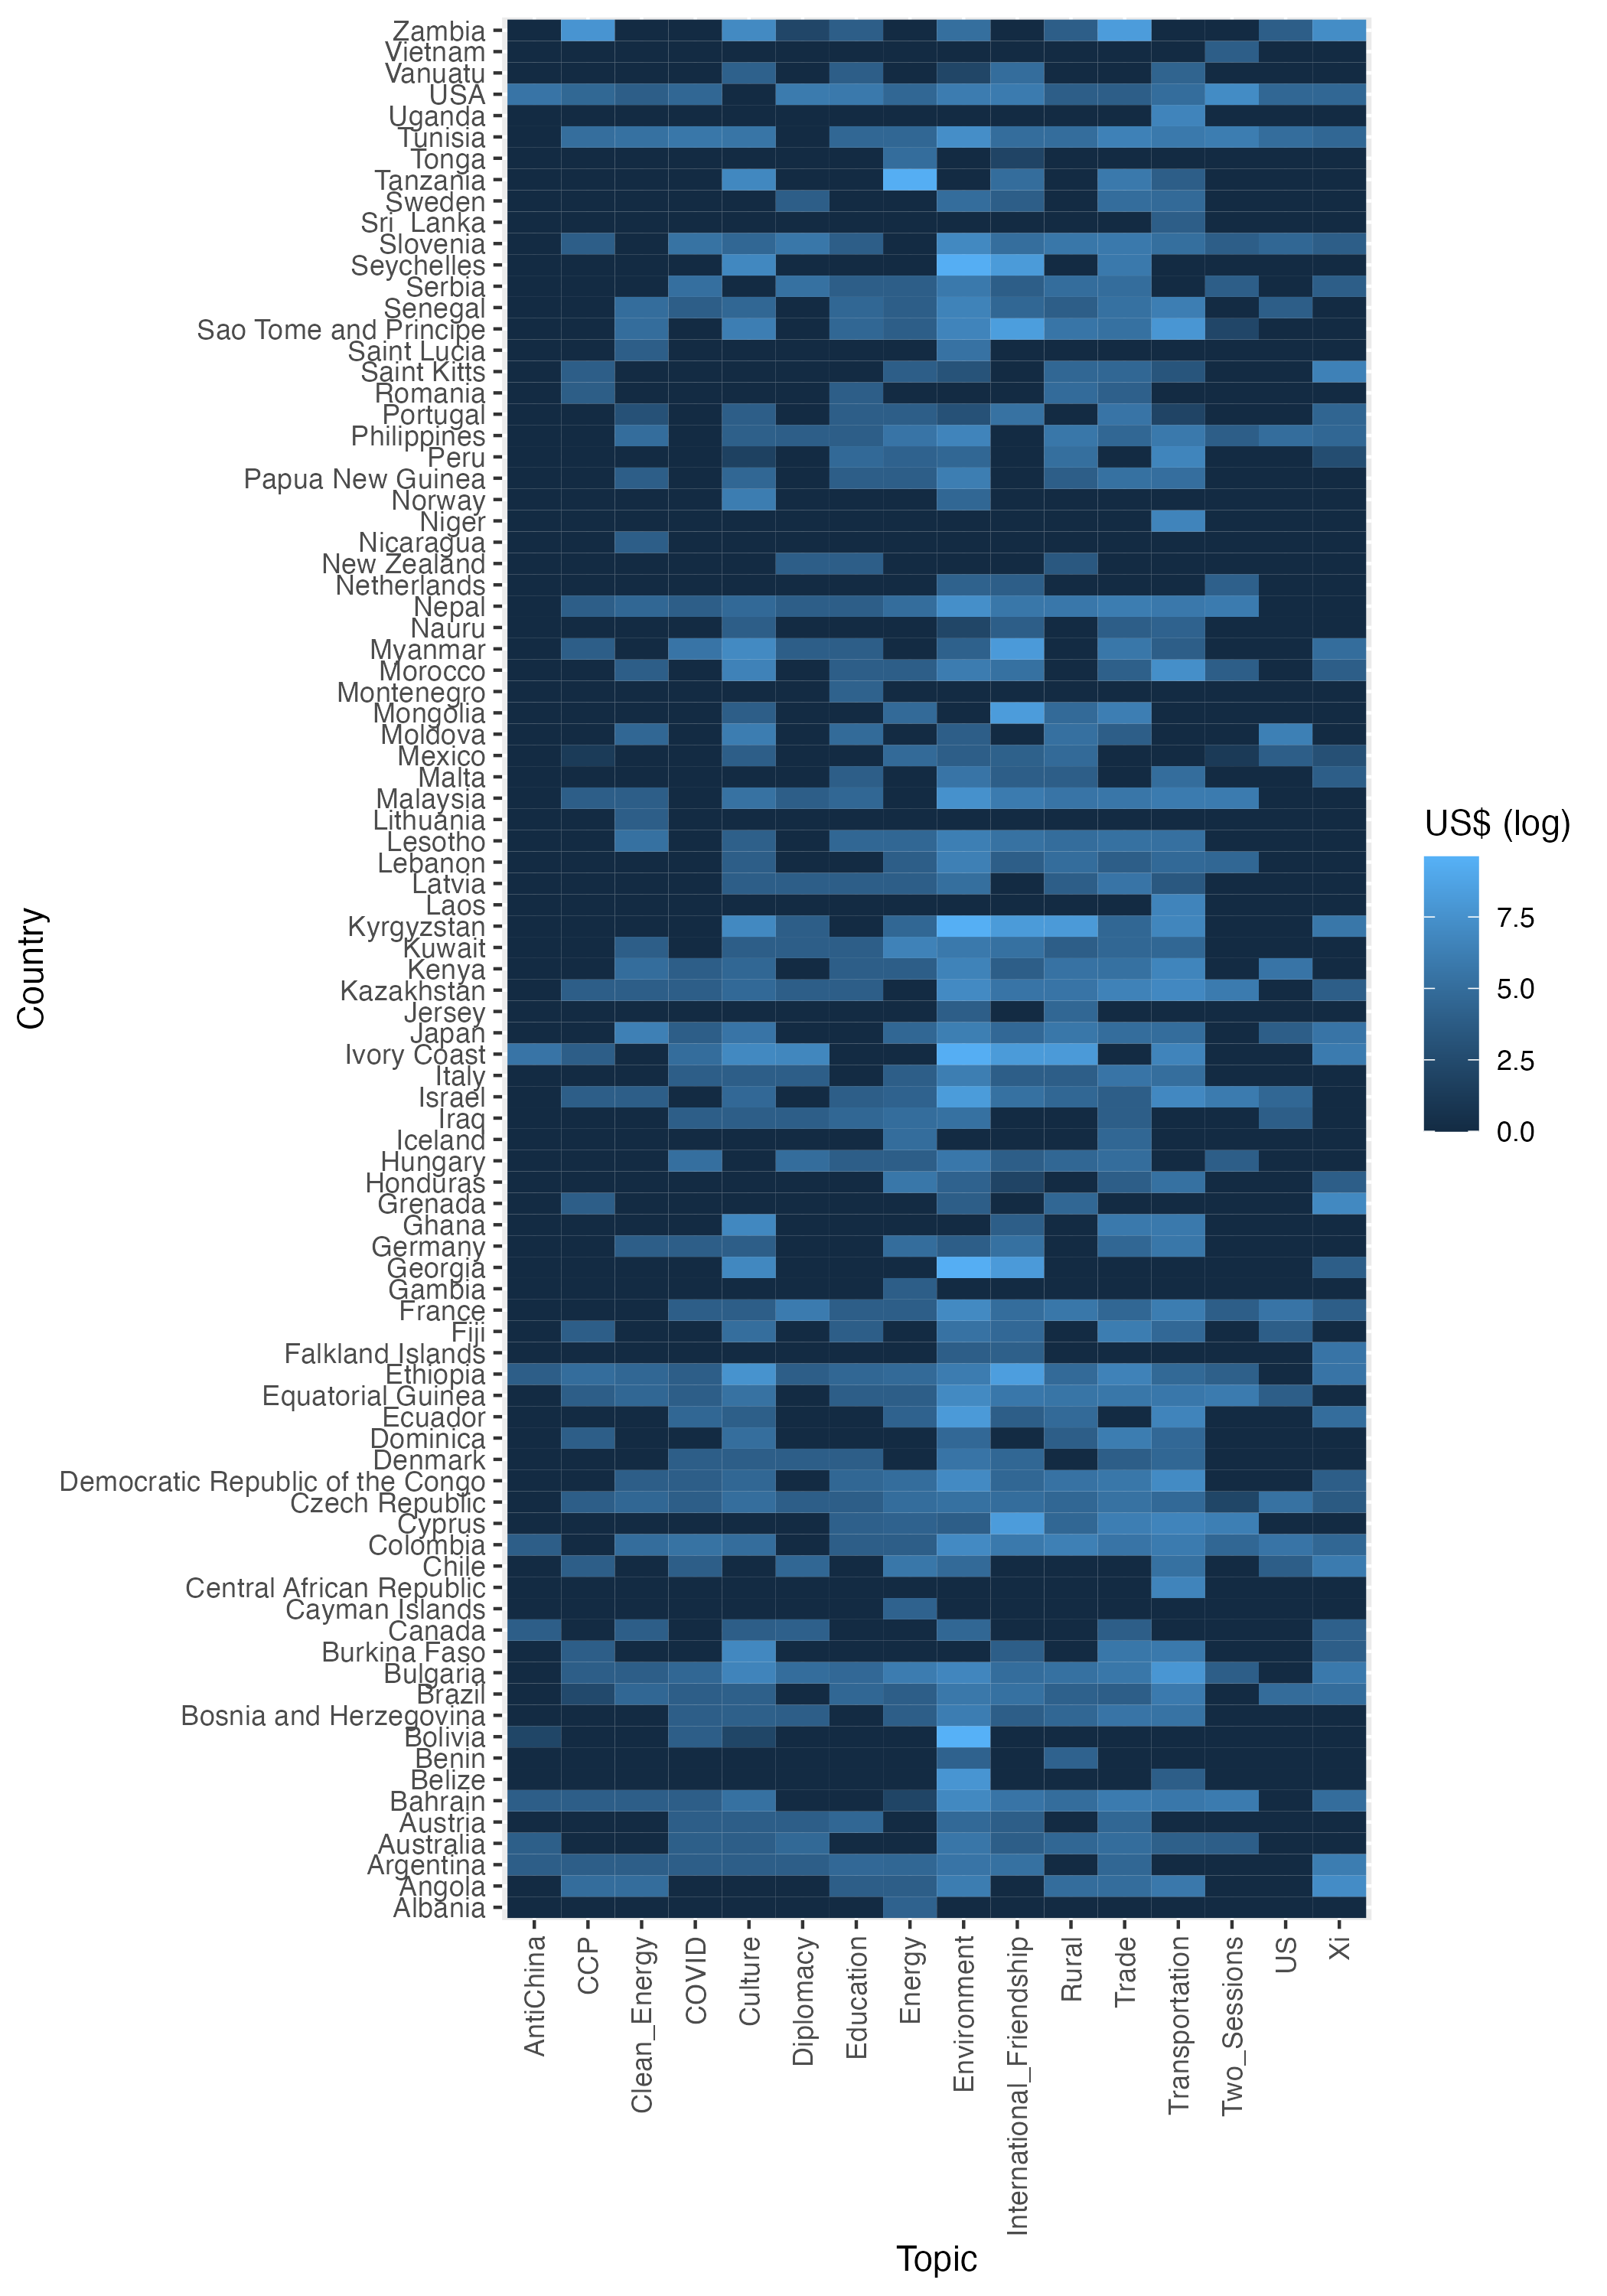 Country
Zambia
Vietnam
Vanuatu
USA
Uganda
Tunisia
Tonga
Tanzania
Sweden
Sri  Lanka
Slovenia
Seychelles
Serbia
Senegal
Sao Tome and Principe
Saint Lucia
Saint Kitts
Romania
Portugal
Philippines
Peru
Papua New Guinea
Norway
Niger
Nicaragua
New Zealand
Netherlands
Nepal
Nauru
Myanmar
Morocco
Montenegro
Mongolia
Moldova
Mexico
Malta
Malaysia
Lithuania
Lesotho
Lebanon
Latvia
Laos
Kyrgyzstan
Kuwait
Kenya
Kazakhstan
Jersey
Japan
Ivory Coast
Italy
Israel
Iraq
Iceland
Hungary
Honduras
Grenada
Ghana
Germany
Georgia
Gambia
France
Fiji
Falkland Islands
Ethiopia
Equatorial Guinea
Ecuador
Dominica
Denmark
Democratic Republic of the Congo
Czech Republic
Cyprus
Colombia
Chile
Central African Republic
Cayman Islands
Canada
Burkina Faso
Bulgaria
Brazil
Bosnia and Herzegovina
Bolivia
Benin
Belize
Bahrain
Austria
Australia
Argentina
Angola
Albania
AntiChina
CCP
Clean_Energy
COVID
Culture
Diplomacy
Education
Energy
Environment
International_Friendship
Rural
Trade
Transportation
Two_Sessions
US
Xi
Topic
US$ (log)
7.5
5.0
2.5
0.0